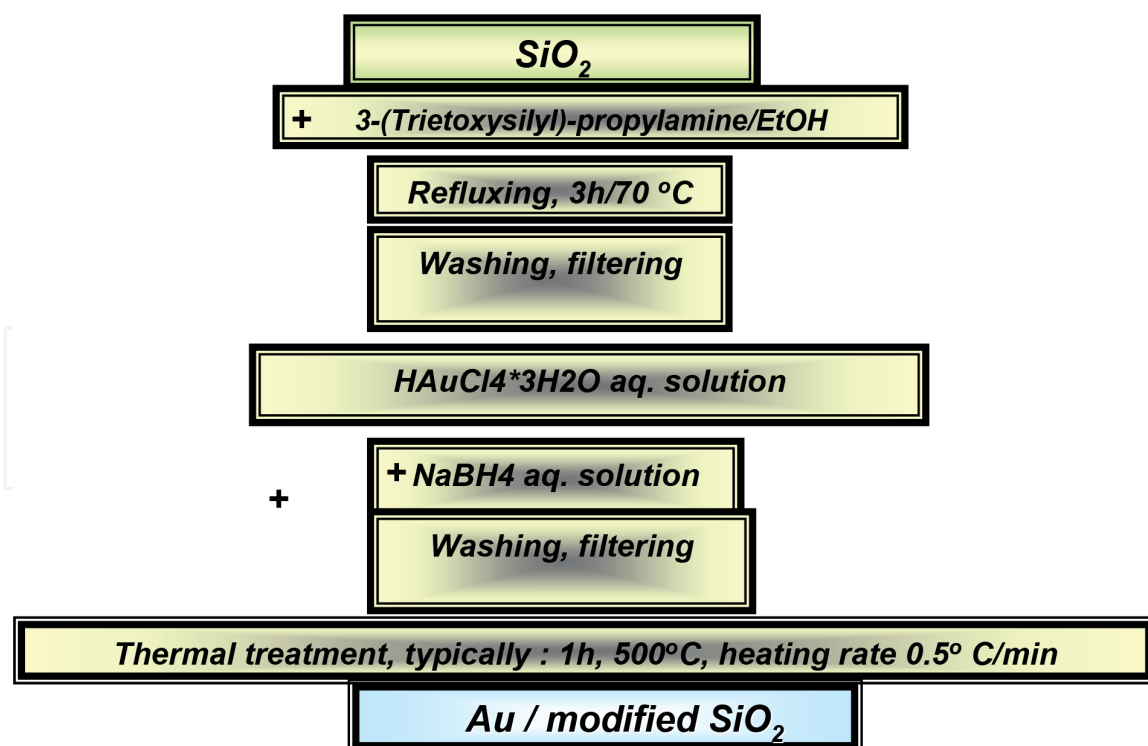 SiO₂
+ 3-(Trietoxysilyl)-propylamine/EtOH
Refluxing, 3h/70 ºC
Washing, filtering
HAuCl4*3H2O aq. solution
+ NaBH4 aq. solution
+
Washing, filtering
Thermal treatment, typically : 1h, 500ºC, heating rate 0.5º C/min
Au / modified SiO₂